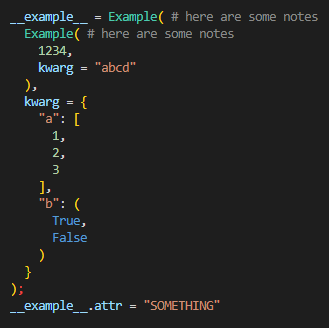 __example__ = Example( # here are some notes
  Example( # here are some notes
    1234,
    kwarg = "abcd"
  ),
  kwarg = {
    "a": [
      1,
      2,
      3
    ],
    "b": (
      True,
      False
    )
  }
);
__example__.attr = "SOMETHING"